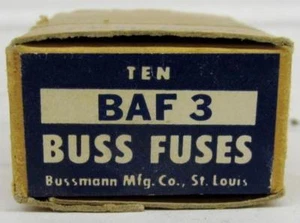 TEN
BAF 3
BUSS FUSES
Bussmann Mfg. Co., St. Louis